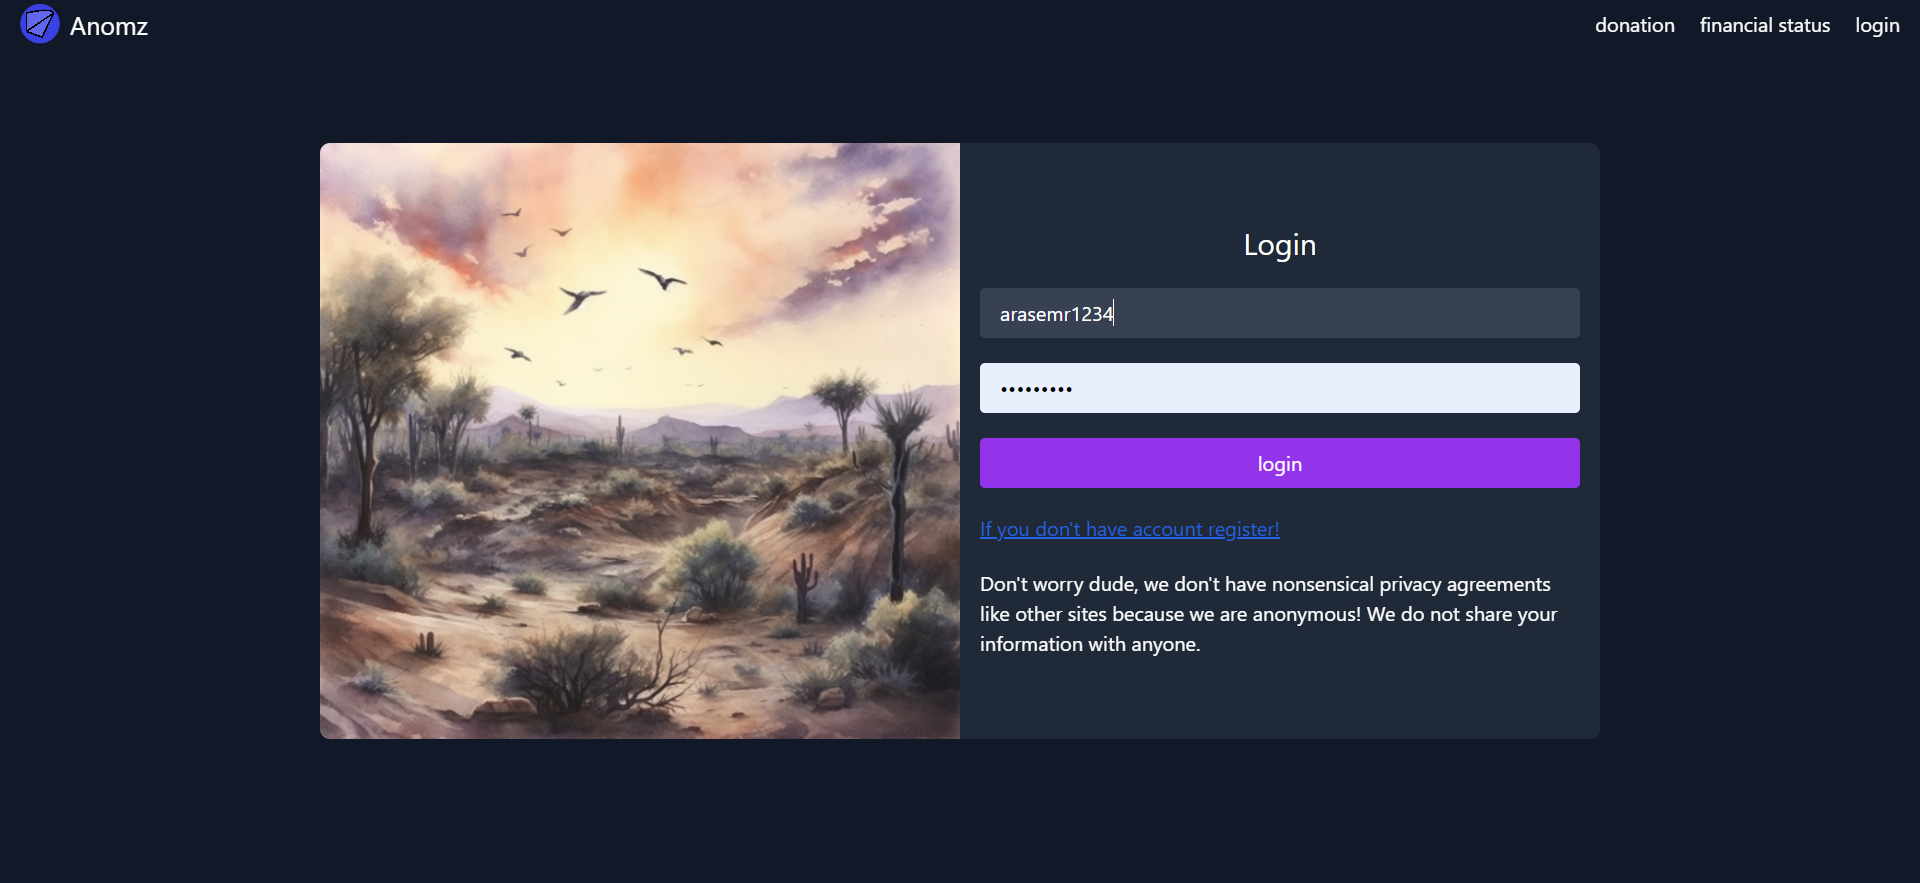 Anomz
donation financial status login
Login
arasemr1234
•••••••••
login
If you don't have account register!
Don't worry dude, we don't have nonsensical privacy agreements
like other sites because we are anonymous! We do not share your
information with anyone.